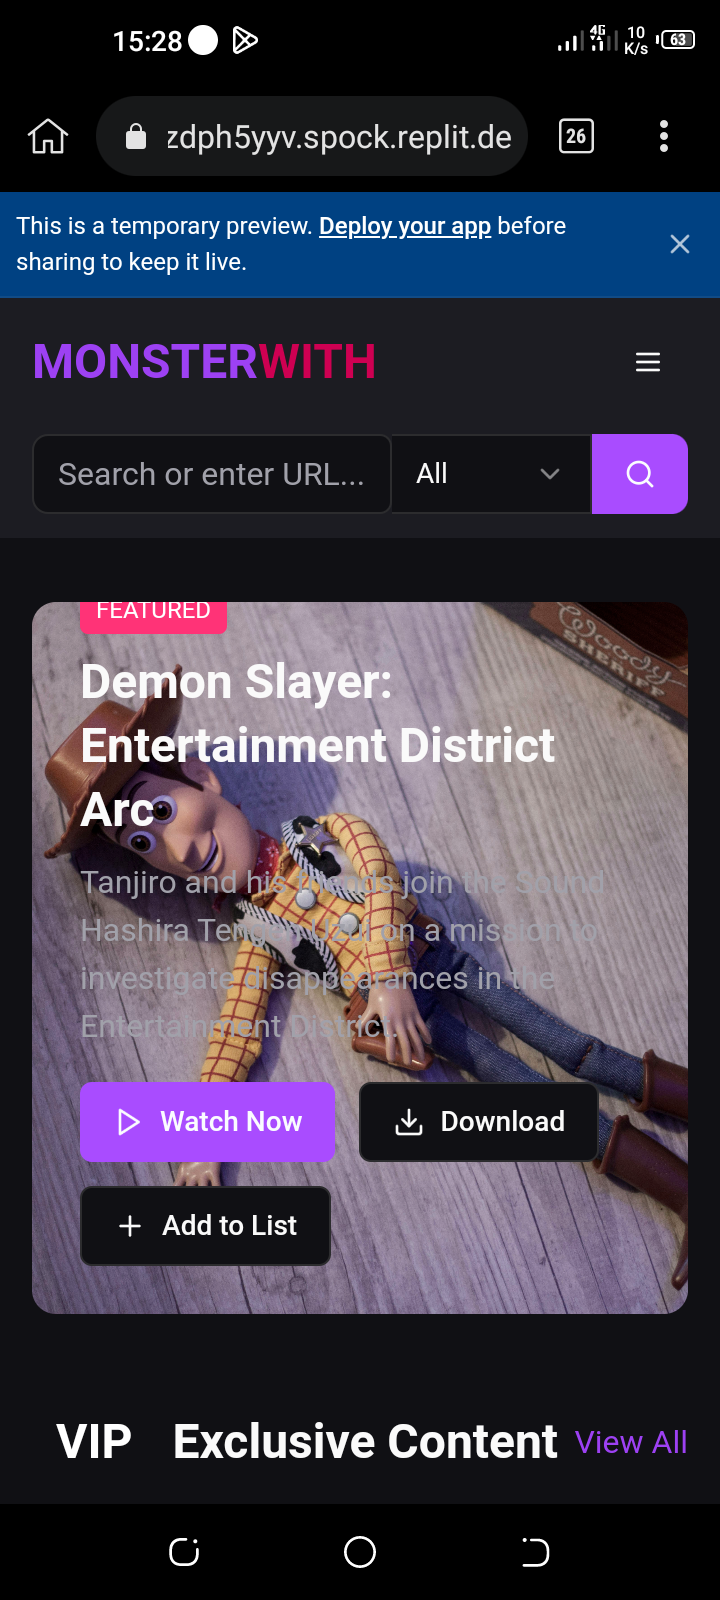 15:28
4G
10
K/s
63
zdph5yyv.spock.replit.de
26
This is a temporary preview. Deploy your app before
sharing to keep it live.
MONSTERWITH
Search or enter URL...
All
FEATURED
Woody
SHERIFF
Demon Slayer:
Entertainment District
Arc
Tanjiro and his friends join the Sound
Hashira Tengen Uzui on a mission to
investigate disappearances in the
Entertainment District.
Watch Now
Download
Add to List
VIP Exclusive Content View All